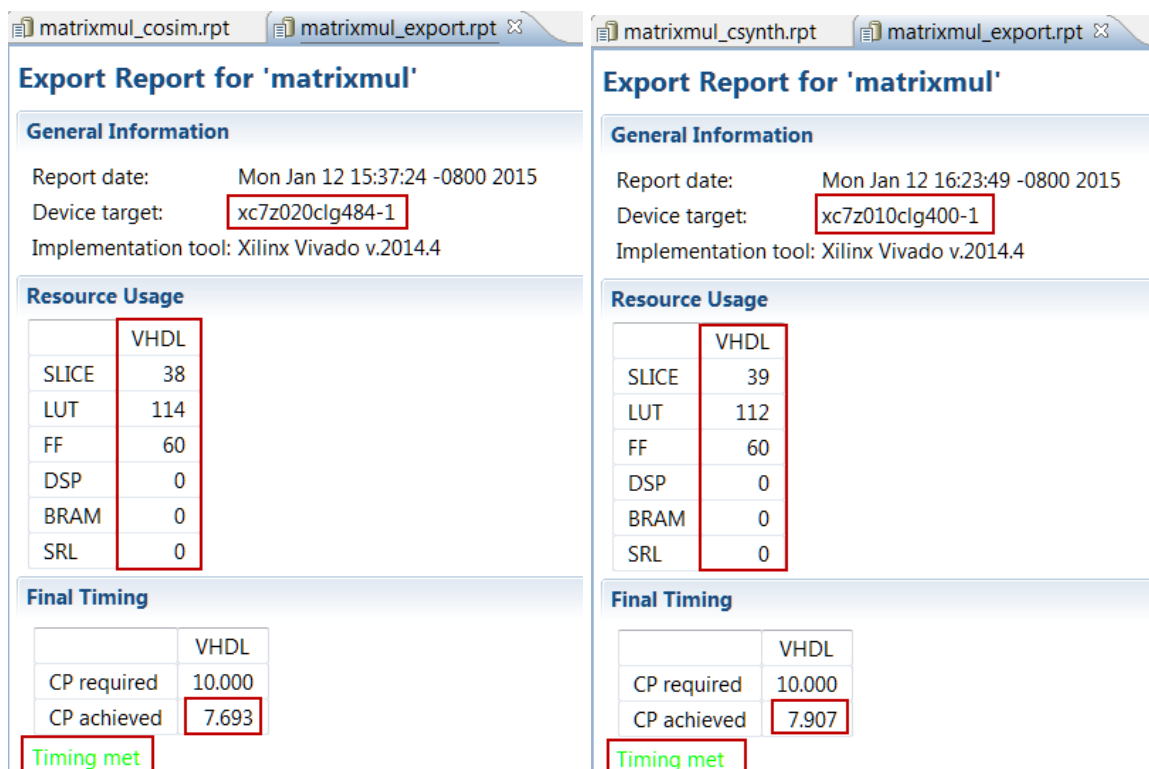 matrixmul_cosim.rpt
matrixmul_export.rpt
Export Report for 'matrixmul'
General Information
Report date: Mon Jan 12 15:37:24 -0800 2015
Device target: xc7z020clg484-1
Implementation tool: Xilinx Vivado v.2014.4
Resource Usage
VHDL
SLICE 38
LUT 114
FF 60
DSP 0
BRAM 0
SRL 0
Final Timing
VHDL
CP required 10.000
CP achieved 7.693
Timing met
matrixmul_csynth.rpt
matrixmul_export.rpt
Export Report for 'matrixmul'
General Information
Report date: Mon Jan 12 16:23:49 -0800 2015
Device target: xc7z010clg400-1
Implementation tool: Xilinx Vivado v.2014.4
Resource Usage
VHDL
SLICE 39
LUT 112
FF 60
DSP 0
BRAM 0
SRL 0
Final Timing
VHDL
CP required 10.000
CP achieved 7.907
Timing met